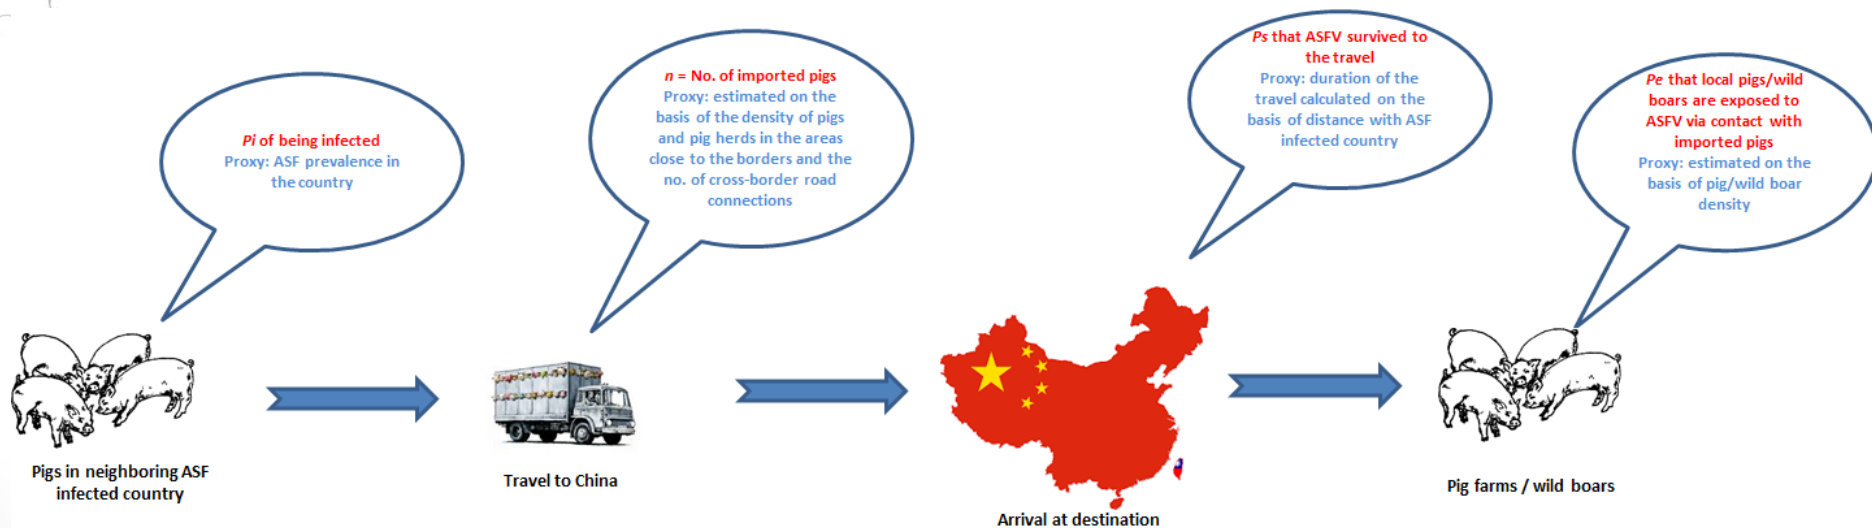 Pi of being infected
Proxy: ASF prevalence in
the country
n = No. of imported pigs
Proxy: estimated on the
basis of the density of pigs
and pig herds in the areas
close to the borders and the
no. of cross-border road
connections
Ps that ASFV survived to
the travel
Proxy: duration of the
travel calculated on the
basis of distance with ASF
infected country
Pe that local pigs/wild
boars are exposed to
ASFV via contact with
imported pigs
Proxy: estimated on the
basis of pig/wild boar
density
Pigs in neighboring ASF
infected country
Travel to China
Arrival at destination
Pig farms / wild boars